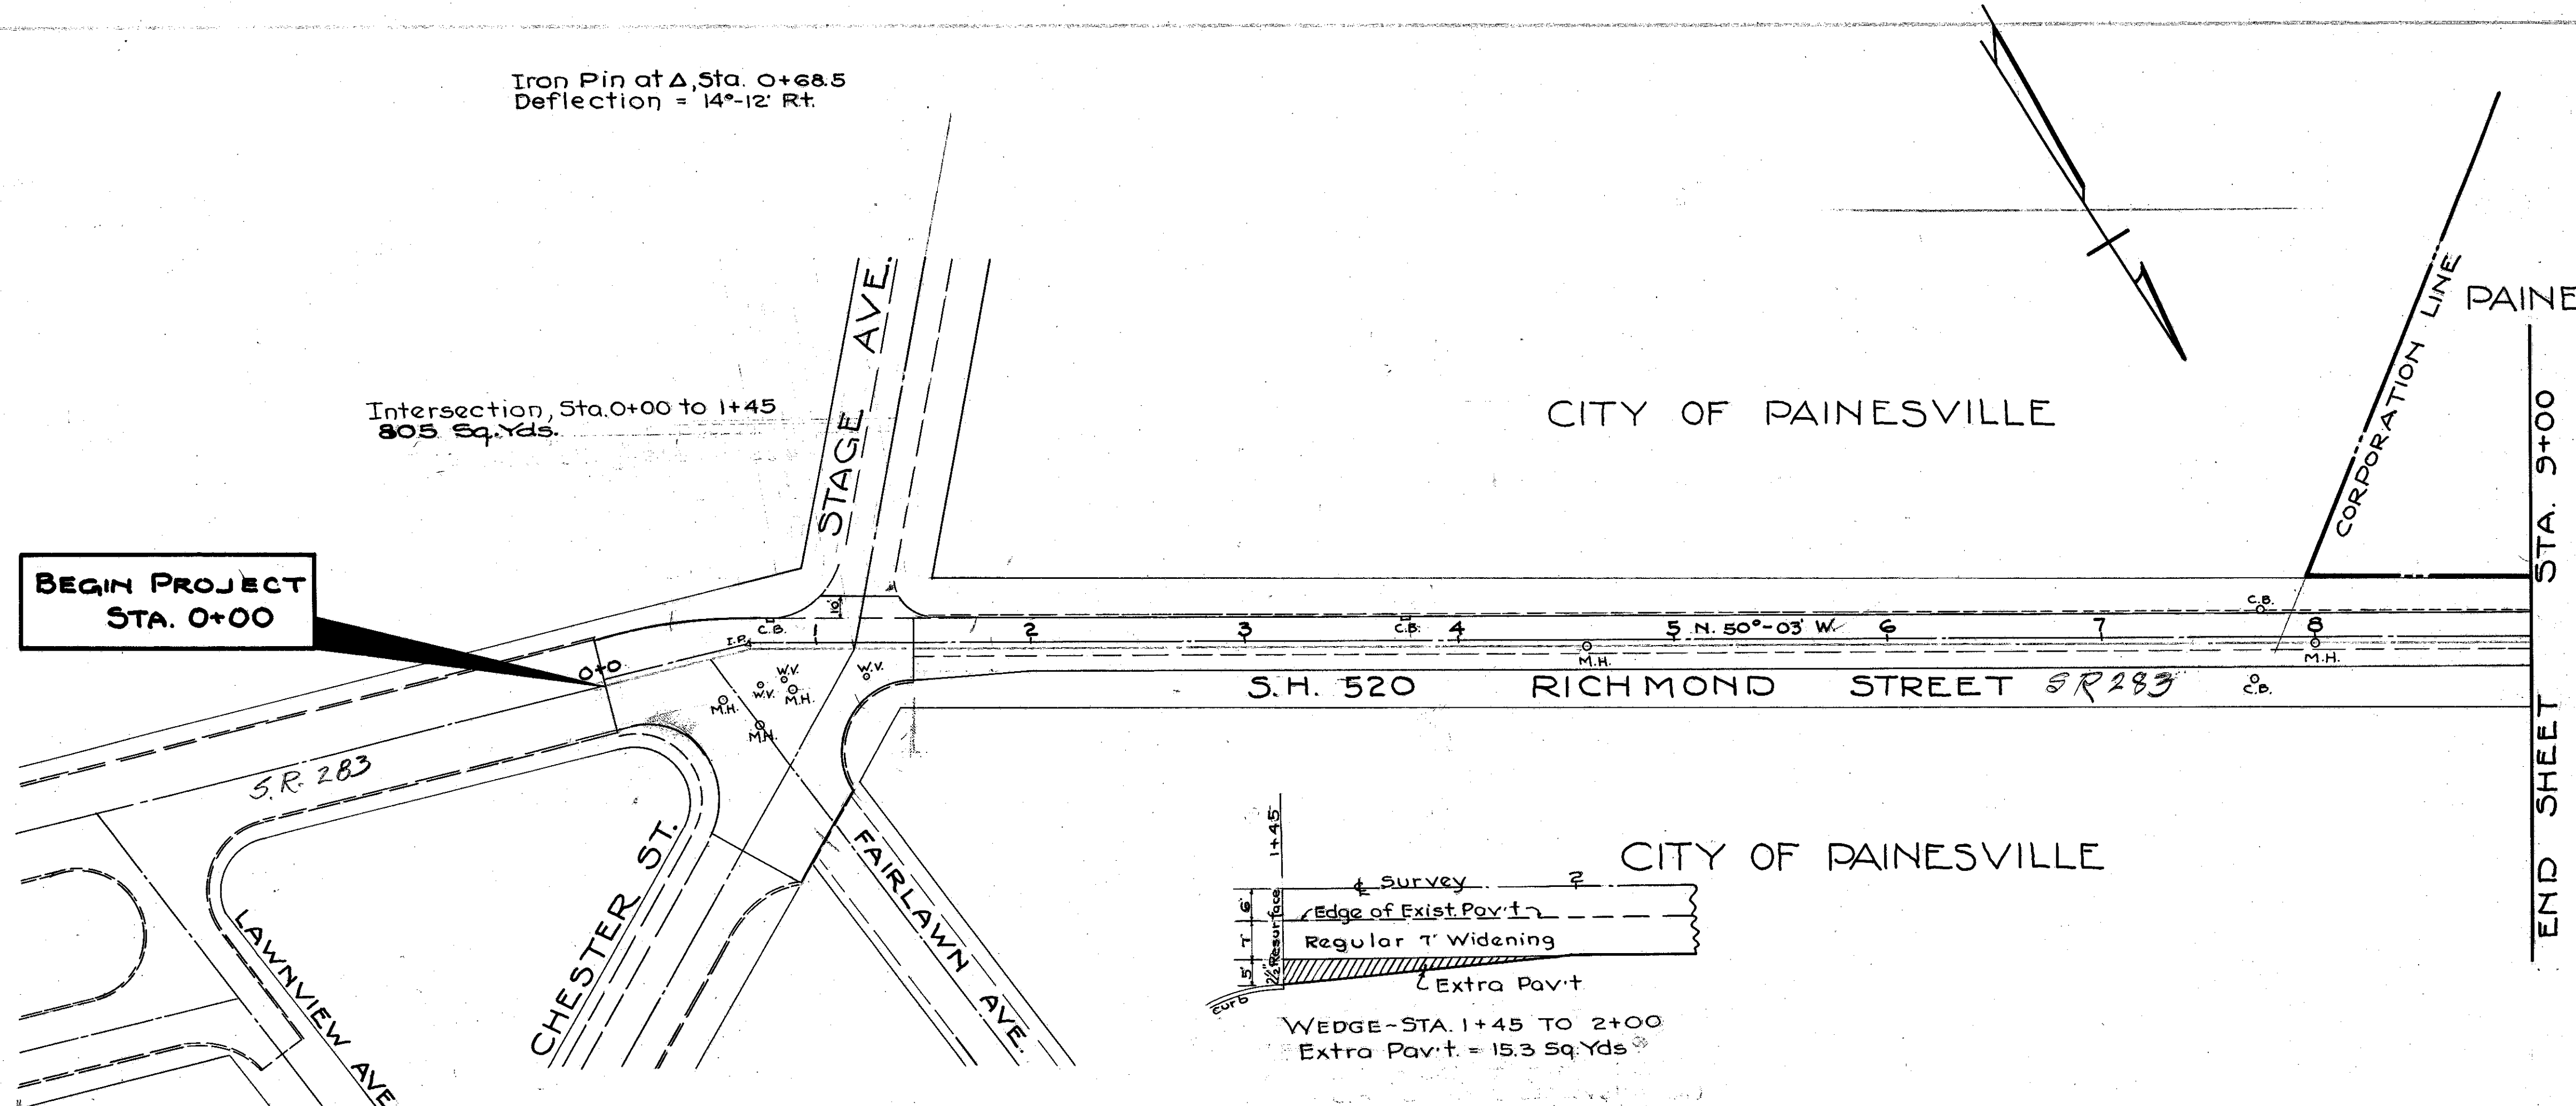 Iron Pin at Δ, Sta. 0+68.5
Deflection = 14°-12' Rt.
Intersection, Sta. 0+00 to 1+45
805 Sq. Yds.
STAGE AVE.
CITY OF PAINESVILLE
CORPORATION LINE
PAINE
BEGIN PROJECT
STA. 0+00
0+0
I.P.
C.B.
10'
1
2
3
C.B.
4
5
N. 50°-03' W.
6
7
C.B.
8
W.V.
W.V.
W.V.
M.H.
M.H.
M.H.
M.H.
M.H.
C.B.
S.H. 520 RICHMOND STREET SR 283
S.R. 283
END SHEET STA. 9+00
LAWNVIEW AVE
CHESTER ST.
FAIRLAWN AVE.
CITY OF PAINESVILLE
1+45
℄ Survey
2
6'
7'
5'
2½" Resurface
Edge of Exist. Pav't
Regular 7' Widening
Extra Pav't
curb
WEDGE-STA. 1+45 TO 2+00
Extra Pav't. = 15.3 Sq. Yds